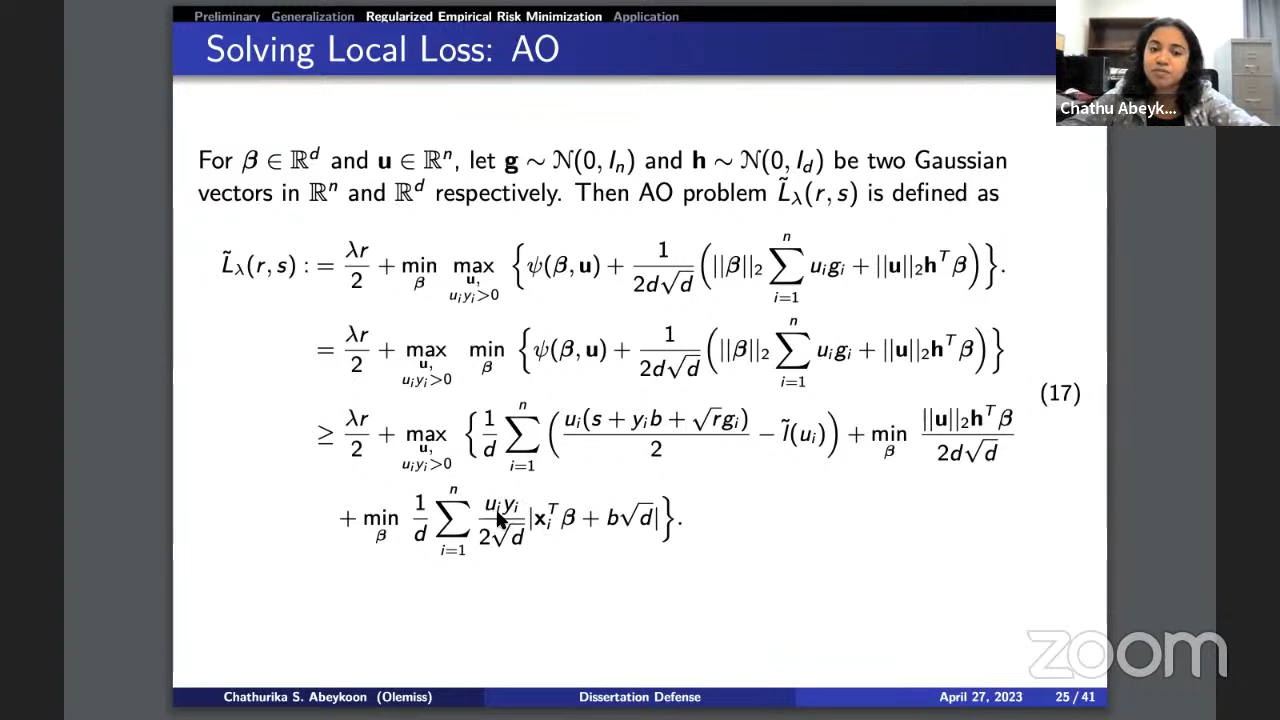 Preliminary Generalization Regularized Empirical Risk Minimization Application
Solving Local Loss: AO
Chathu Abeyk...
For β ∈ ℝ^d and u ∈ ℝ^n, let g ∼ N(0, I_n) and h ∼ N(0, I_d) be two Gaussian
vectors in ℝ^n and ℝ^d respectively. Then AO problem L̃_λ(r, s) is defined as
L̃_λ(r, s) : = λr/2 + min_β max_{u, u_i y_i>0} {ψ(β, u) + 1/(2d√d) (||β||_2 ∑_{i=1}^n u_i g_i + ||u||_2 h^T β)}.
= λr/2 + max_{u, u_i y_i>0} min_β {ψ(β, u) + 1/(2d√d) (||β||_2 ∑_{i=1}^n u_i g_i + ||u||_2 h^T β)}
(17)
≥ λr/2 + max_{u, u_i y_i>0} {1/d ∑_{i=1}^n (u_i(s + y_i b + √r g_i)/2 − l̃(u_i)) + min_β ||u||_2 h^T β/(2d√d)
+ min_β 1/d ∑_{i=1}^n u_i y_i/(2√d) |x_i^T β + b√d|}.
zoom
Chathurika S. Abeykoon (Olemiss) Dissertation Defense April 27, 2023 25 / 41